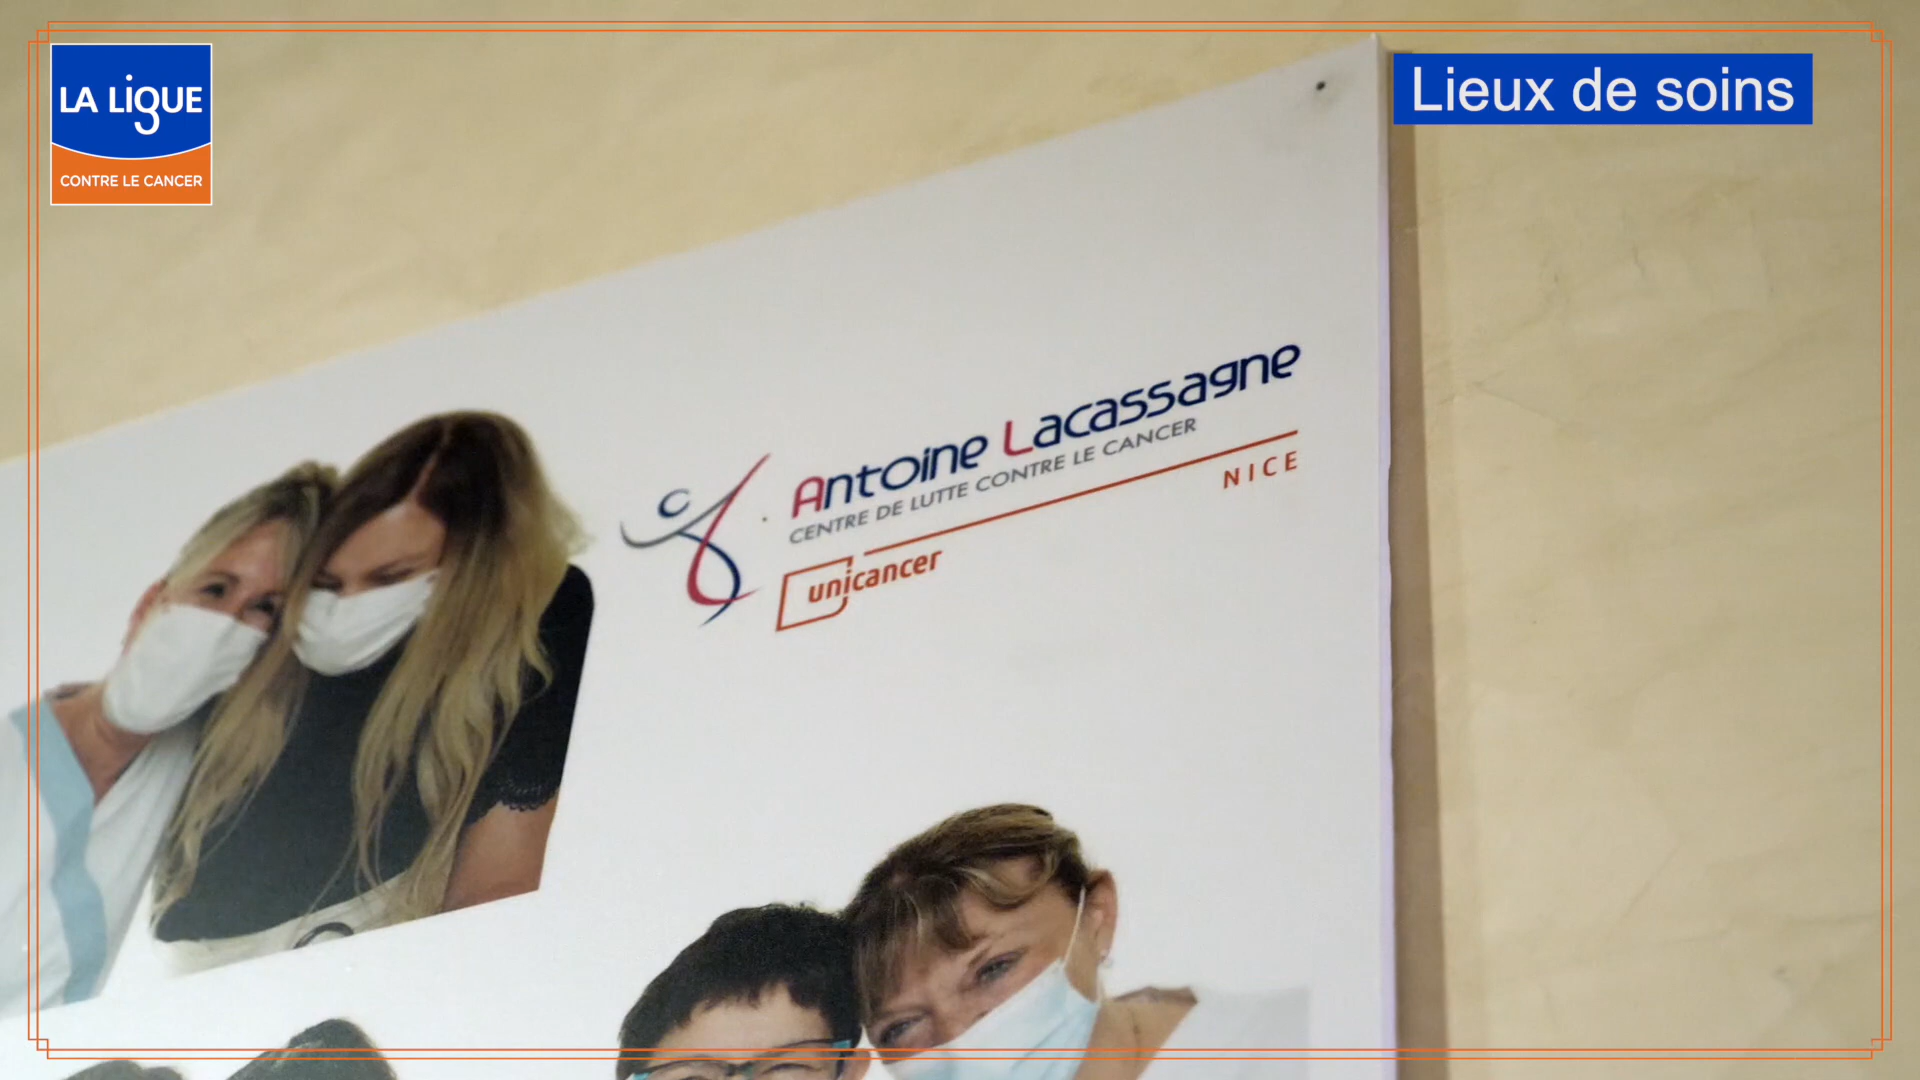 LA LIGUE
CONTRE LE CANCER
Lieux de soins
Antoine Lacassagne
CENTRE DE LUTTE CONTRE LE CANCER
NICE
unicancer